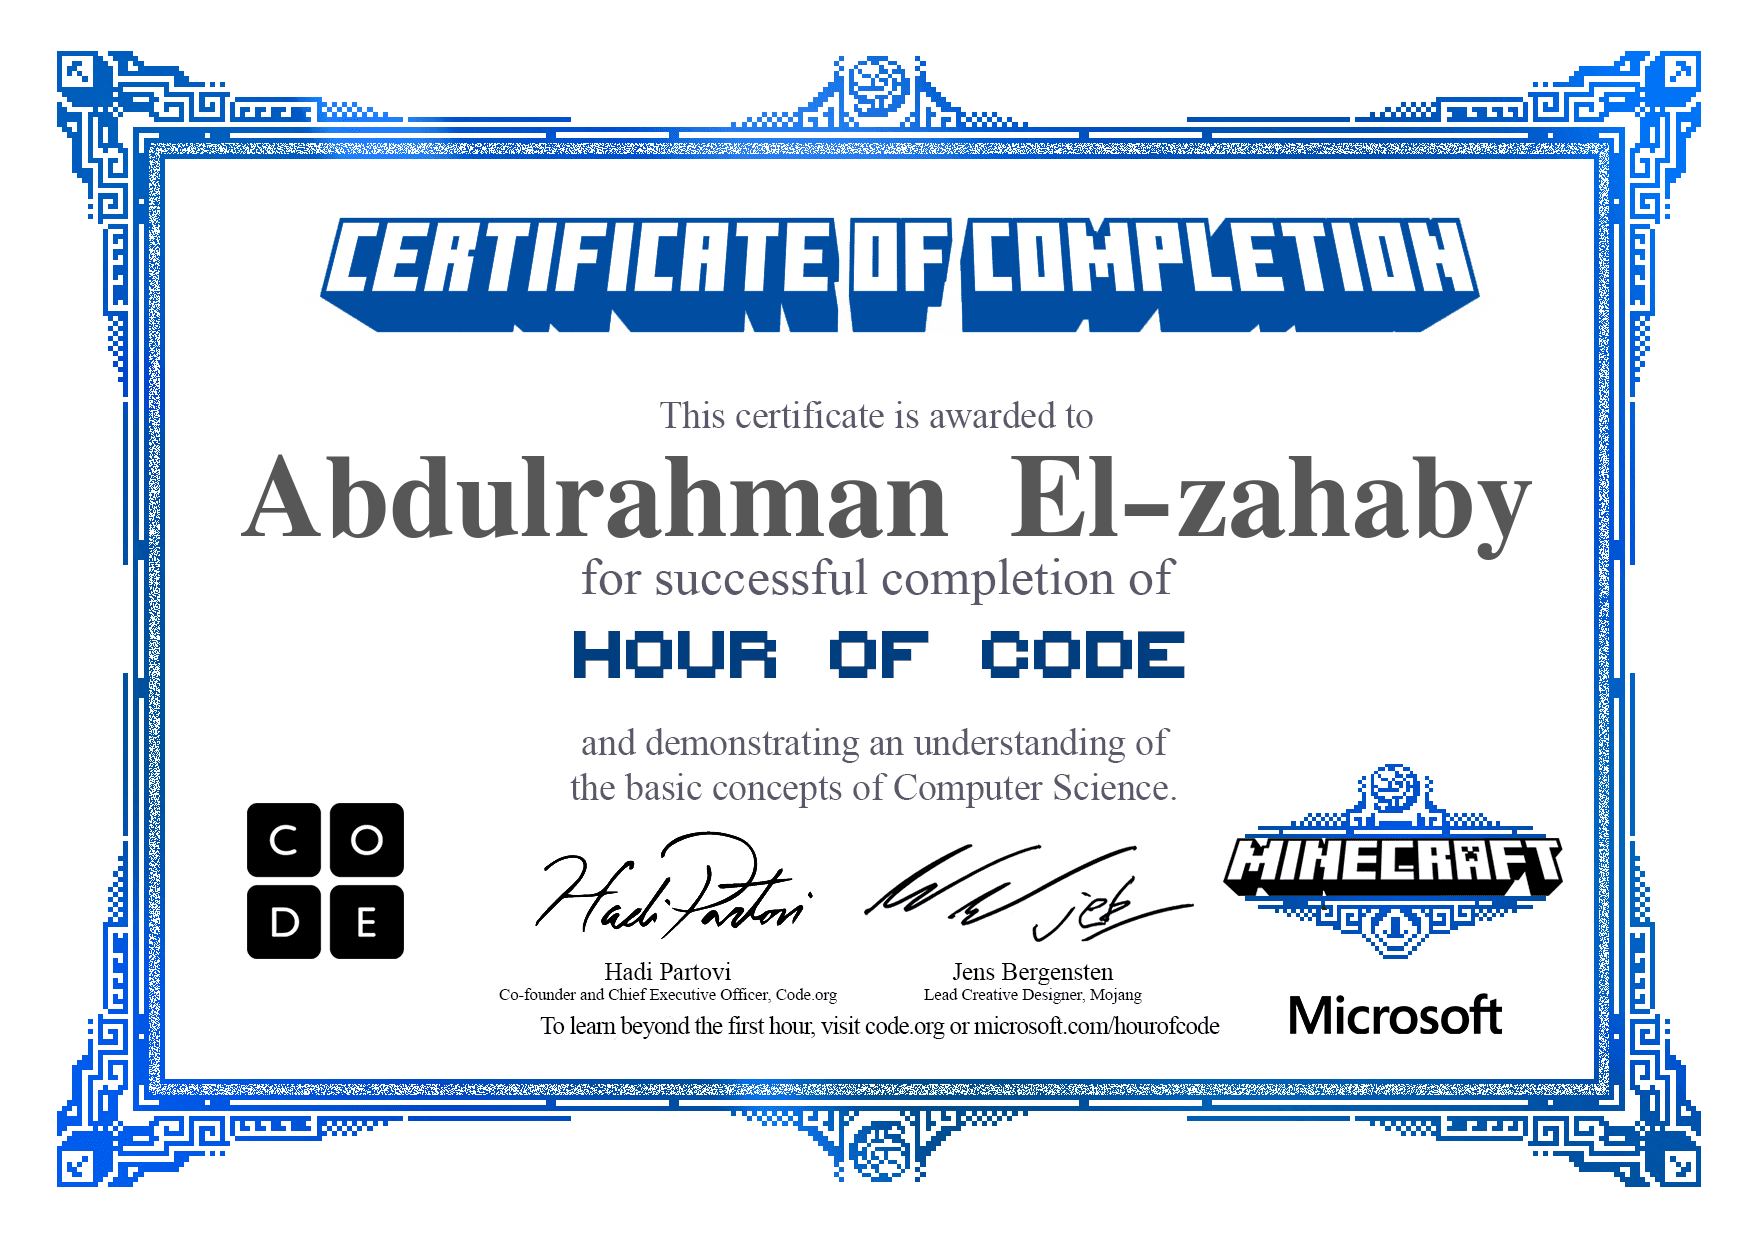 CERTIFICATE OF COMPLETION
This certificate is awarded to
Abdulrahman El-zahaby
for successful completion of
HOUR OF CODE
and demonstrating an understanding of
the basic concepts of Computer Science.
C O
D E
Hadi Partovi
jeb
MINECRAFT
Hadi Partovi
Co-founder and Chief Executive Officer, Code.org
Jens Bergensten
Lead Creative Designer, Mojang
To learn beyond the first hour, visit code.org or microsoft.com/hourofcode
Microsoft